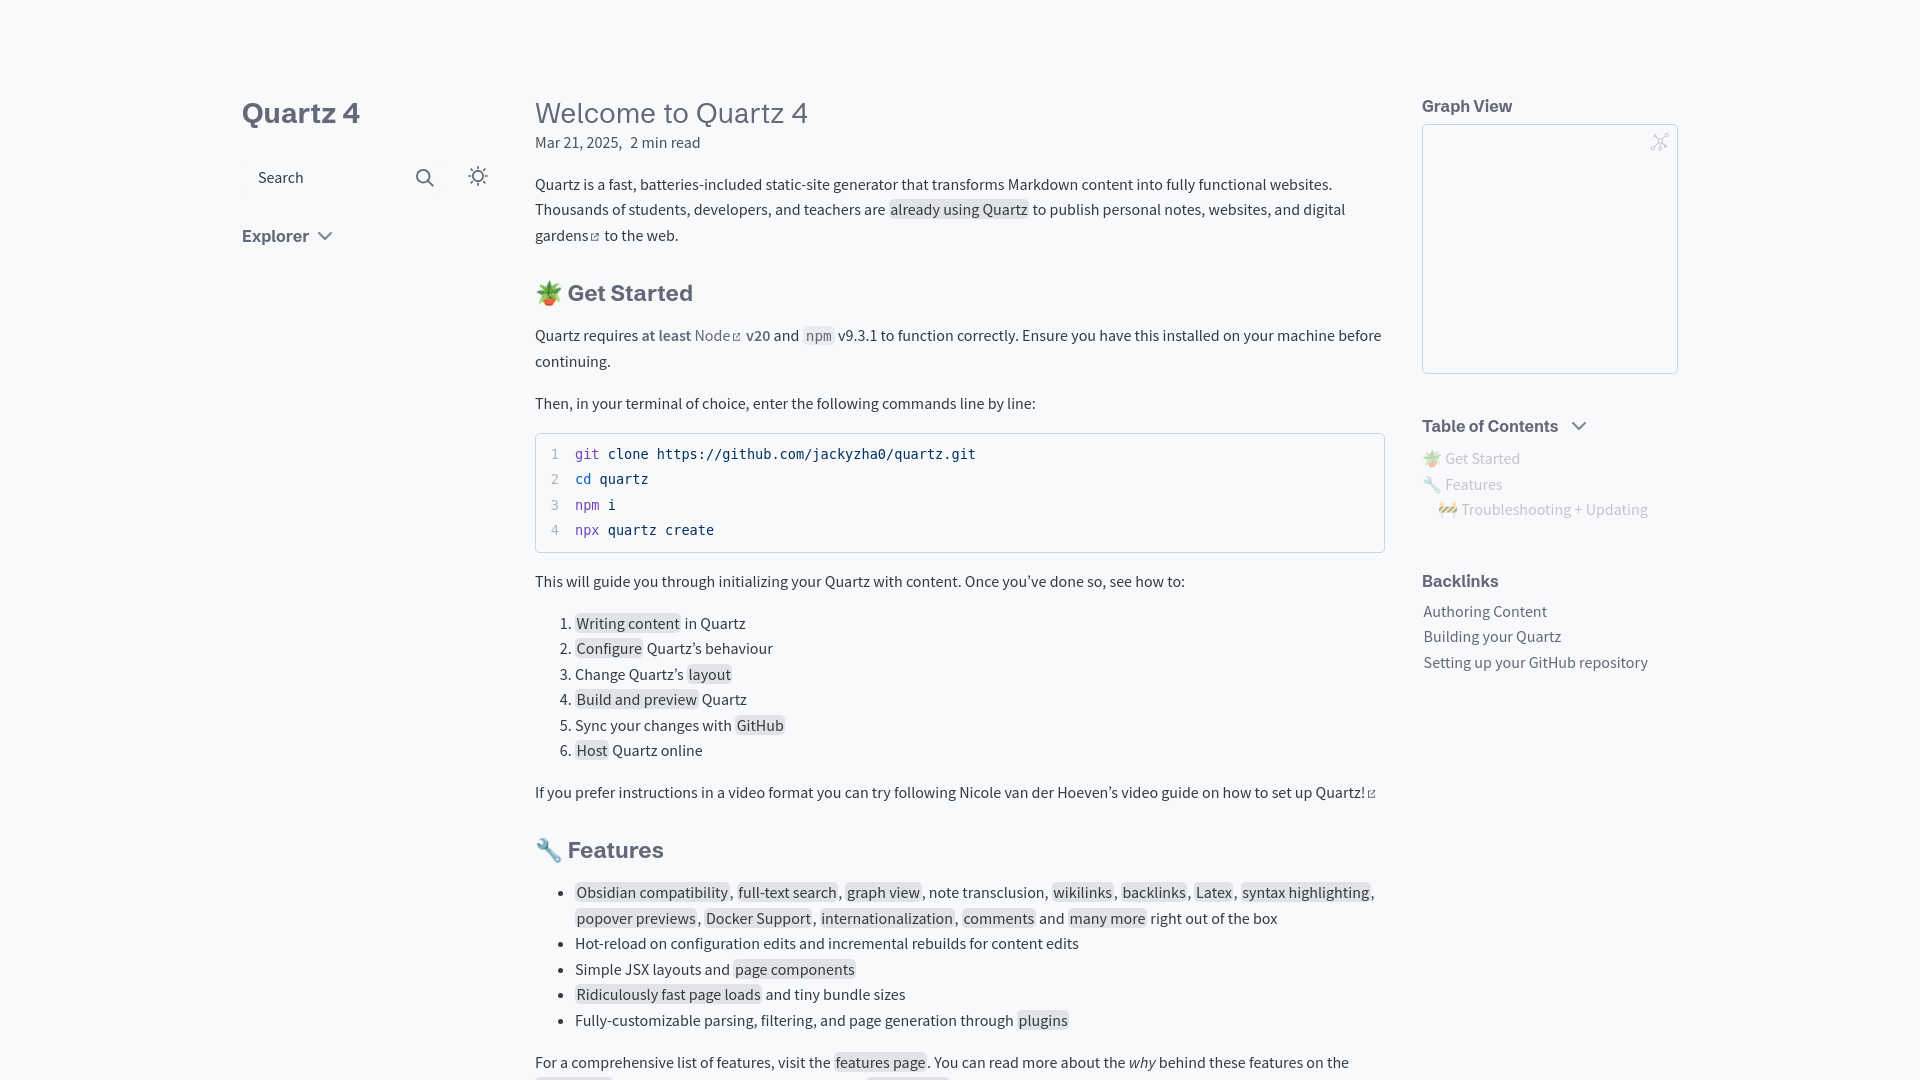 Quartz 4
Search
Explorer
Welcome to Quartz 4
Mar 21, 2025, 2 min read
Quartz is a fast, batteries-included static-site generator that transforms Markdown content into fully functional websites.
Thousands of students, developers, and teachers are already using Quartz to publish personal notes, websites, and digital
gardens to the web.
🪴 Get Started
Quartz requires at least Node v20 and npm v9.3.1 to function correctly. Ensure you have this installed on your machine before
continuing.
Then, in your terminal of choice, enter the following commands line by line:
1 git clone https://github.com/jackyzha0/quartz.git
2 cd quartz
3 npm i
4 npx quartz create
This will guide you through initializing your Quartz with content. Once you’ve done so, see how to:
1. Writing content in Quartz
2. Configure Quartz’s behaviour
3. Change Quartz’s layout
4. Build and preview Quartz
5. Sync your changes with GitHub
6. Host Quartz online
If you prefer instructions in a video format you can try following Nicole van der Hoeven’s video guide on how to set up Quartz!
🔧 Features
• Obsidian compatibility, full-text search, graph view, note transclusion, wikilinks, backlinks, Latex, syntax highlighting,
popover previews, Docker Support, internationalization, comments and many more right out of the box
• Hot-reload on configuration edits and incremental rebuilds for content edits
• Simple JSX layouts and page components
• Ridiculously fast page loads and tiny bundle sizes
• Fully-customizable parsing, filtering, and page generation through plugins
For a comprehensive list of features, visit the features page. You can read more about the why behind these features on the
Graph View
Table of Contents
🪴 Get Started
🔧 Features
🚧 Troubleshooting + Updating
Backlinks
Authoring Content
Building your Quartz
Setting up your GitHub repository